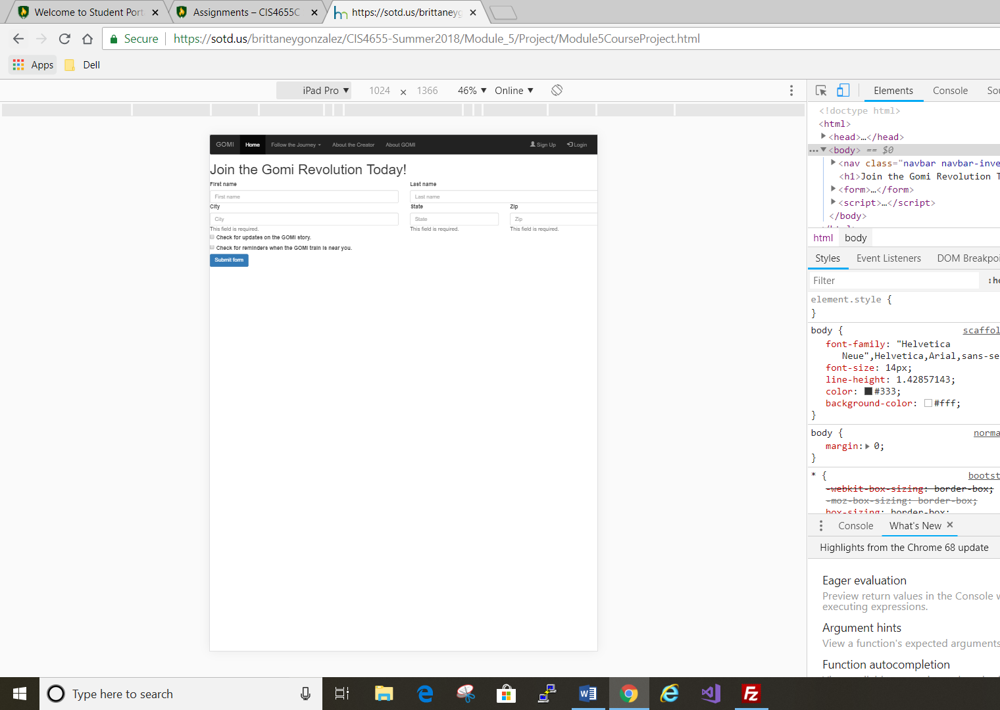 Welcome to Student Port
Assignments – CIS4655C
https://sotd.us/brittaneyg
Secure
https://sotd.us/brittaneygonzalez/CIS4655-Summer2018/Module_5/Project/Module5CourseProject.html
Apps
Dell
iPad Pro ▼
1024 × 1366
46% ▼
Online ▼
GOMI
Home
Follow the Journey
About the Creator
About GOMI
Sign Up
Login
Join the Gomi Revolution Today!
First name
Last name
First name
Last name
City
State
Zip
City
State
Zip
This field is required.
This field is required.
This field is required.
Check for updates on the GOMI story.
Check for reminders when the GOMI train is near you.
Submit form
Elements
Console
Sou
<!doctype html>
<html>
<head>…</head>
<body> == $0
<nav class="navbar navbar-inve
<h1>Join the Gomi Revolution T
<form>…</form>
<script>…</script>
</body>
html
body
Styles
Event Listeners
DOM Breakpoi
Filter
:ho
element.style {
}
body {
scaffol
font-family: "Helvetica
Neue",Helvetica,Arial,sans-se
font-size: 14px;
line-height: 1.42857143;
color: #333;
background-color: #fff;
}
body {
norma
margin: 0;
}
* {
bootst
-webkit-box-sizing: border-box;
-moz-box-sizing: border-box;
box-sizing: border-box;
Console
What's New
Highlights from the Chrome 68 update
Eager evaluation
Preview return values in the Console w
executing expressions.
Argument hints
View a function's expected arguments
Function autocompletion
Type here to search